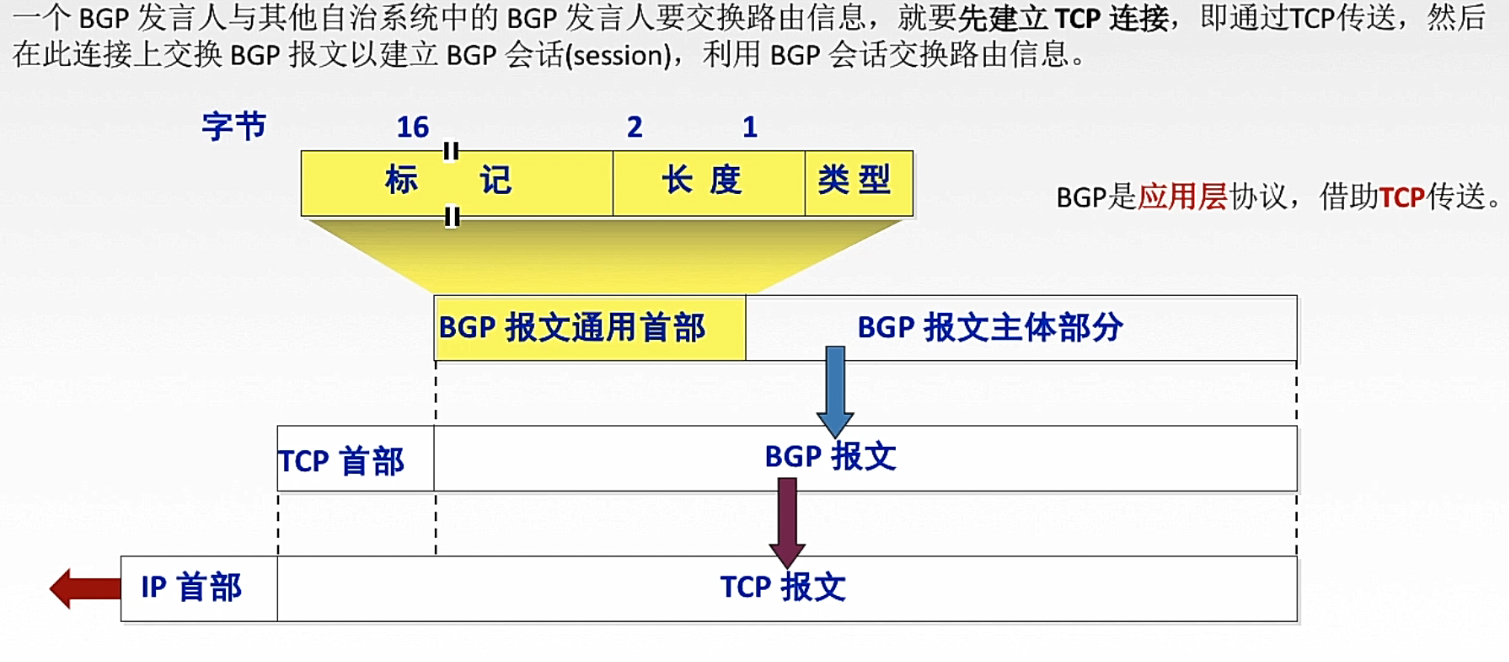 一个 BGP 发言人与其他自治系统中的 BGP 发言人要交换路由信息，就要先建立 TCP 连接，即通过TCP传送，然后
在此连接上交换 BGP 报文以建立 BGP 会话(session)，利用 BGP 会话交换路由信息。
字节 16 2 1
标 记 长 度 类 型
BGP是应用层协议，借助TCP传送。
BGP 报文通用首部 BGP 报文主体部分
TCP 首部 BGP 报文
IP 首部 TCP 报文